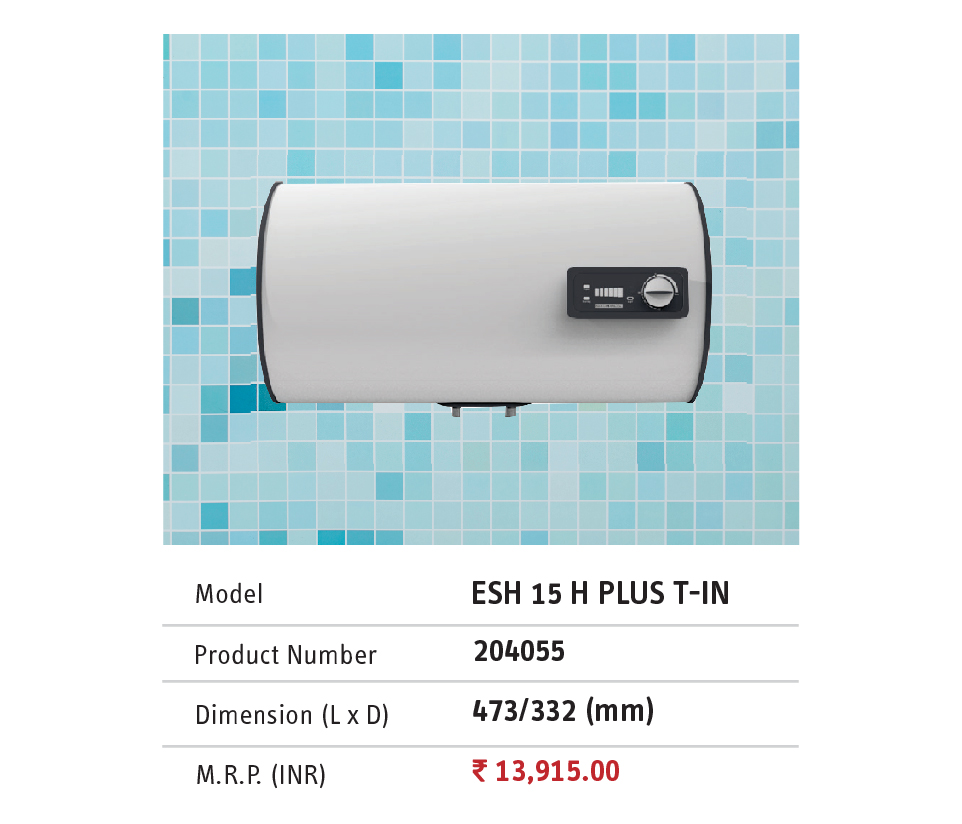 Model ESH 15 H PLUS T-IN
Product Number 204055
Dimension (L x D) 473/332 (mm)
M.R.P. (INR) ₹ 13,915.00